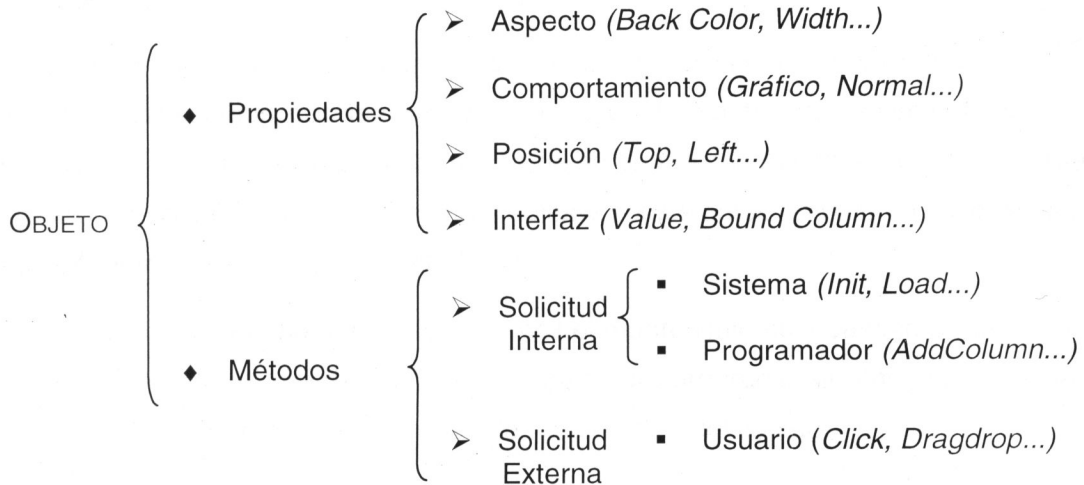 OBJETO
♦ Propiedades
➢ Aspecto (Back Color, Width...)
➢ Comportamiento (Gráfico, Normal...)
➢ Posición (Top, Left...)
➢ Interfaz (Value, Bound Column...)
♦ Métodos
➢ Solicitud
Interna
▪ Sistema (Init, Load...)
▪ Programador (AddColumn...)
➢ Solicitud
Externa
▪ Usuario (Click, Dragdrop...)